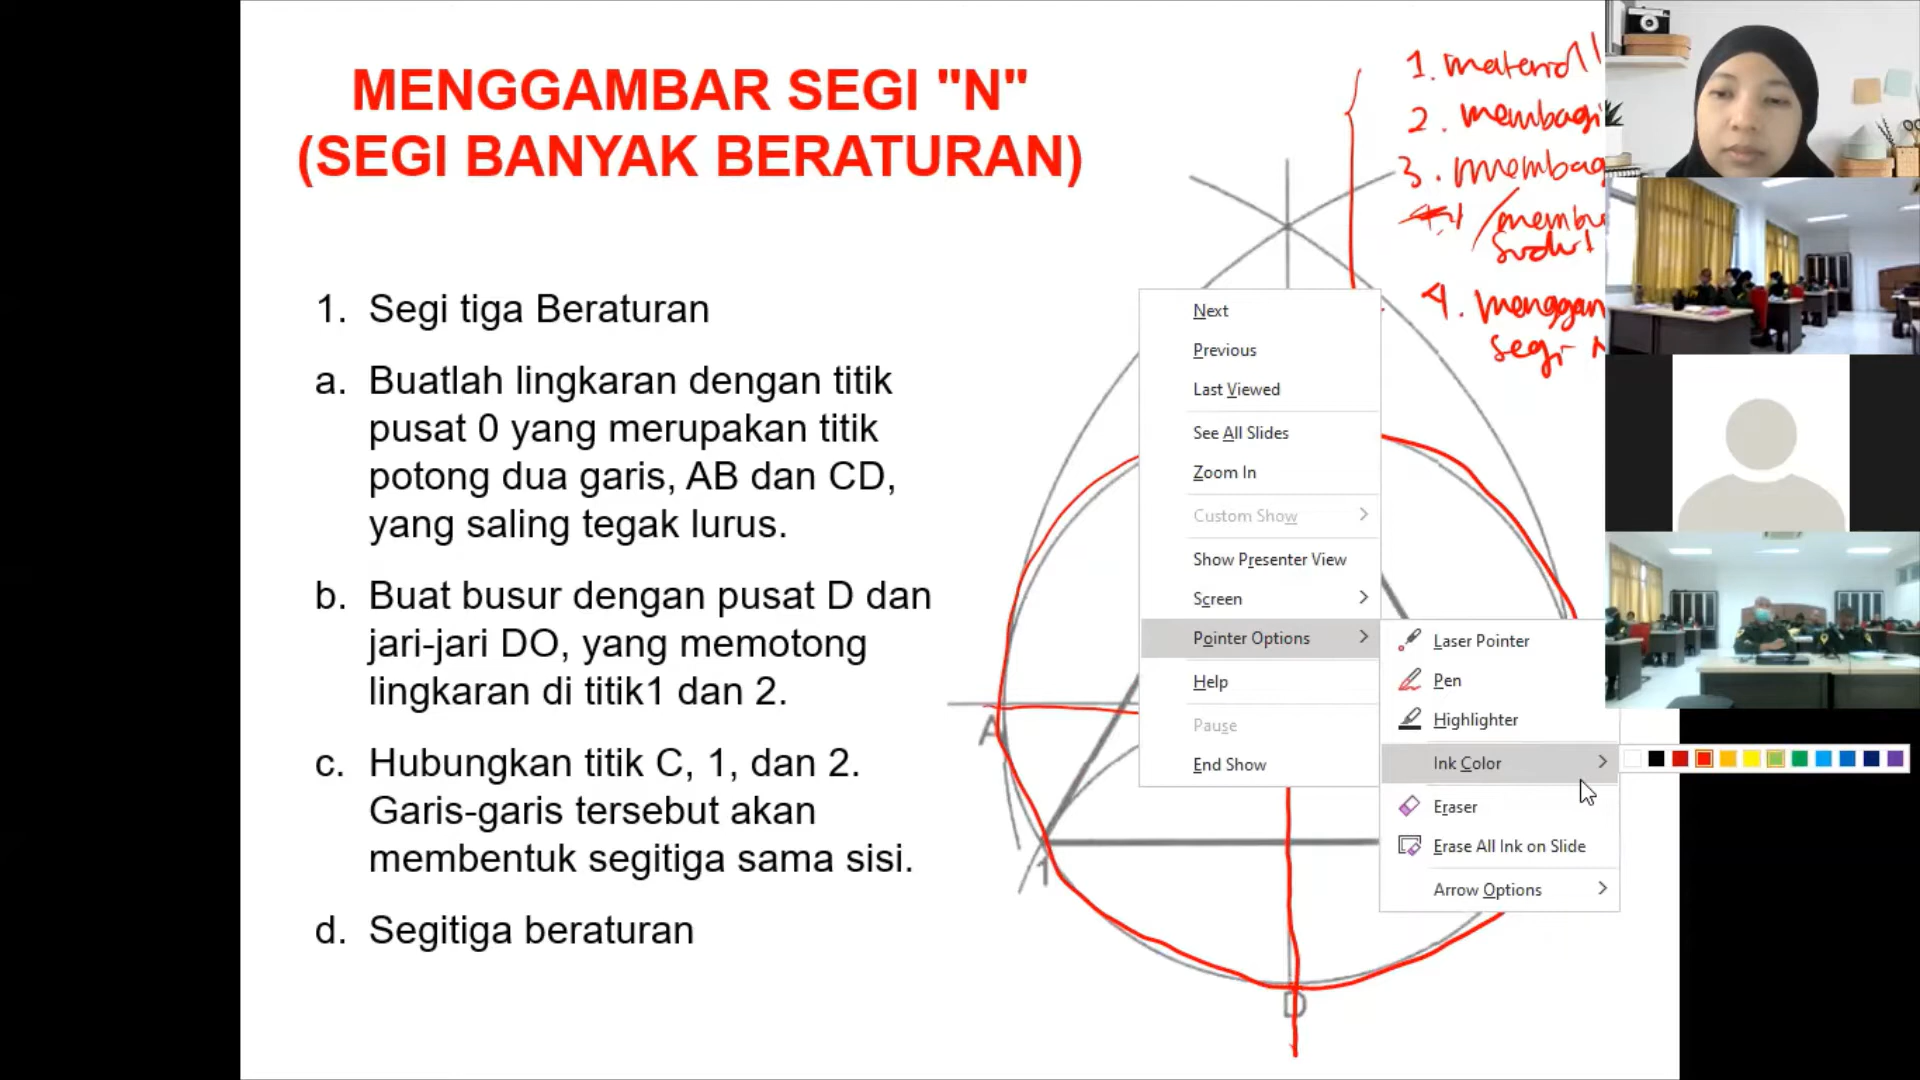 MENGGAMBAR SEGI "N"
(SEGI BANYAK BERATURAN)
1. Segi tiga Beraturan
a. Buatlah lingkaran dengan titik
pusat 0 yang merupakan titik
potong dua garis, AB dan CD,
yang saling tegak lurus.
b. Buat busur dengan pusat D dan
jari-jari DO, yang memotong
lingkaran di titik1 dan 2.
c. Hubungkan titik C, 1, dan 2.
Garis-garis tersebut akan
membentuk segitiga sama sisi.
d. Segitiga beraturan
1.
2. membagi
3.
4.
segi
A
1
D
Next
Previous
Last Viewed
See All Slides
Zoom In
Custom Show
Show Presenter View
Screen
Pointer Options
Help
Pause
End Show
Laser Pointer
Pen
Highlighter
Ink Color
Eraser
Erase All Ink on Slide
Arrow Options